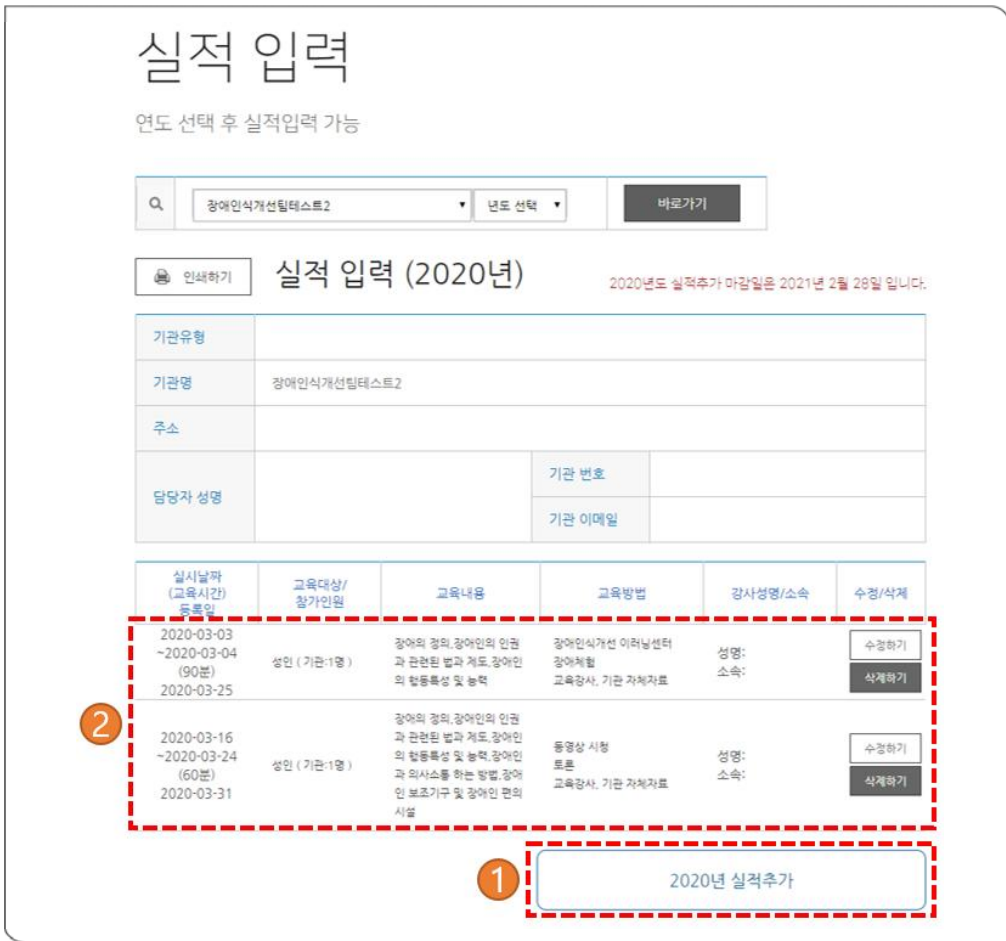 실적 입력
연도 선택 후 실적입력 가능
장애인식개선팀테스트2 년도 선택 바로가기
인쇄하기 실적 입력 (2020년) 2020년도 실적추가 마감일은 2021년 2월 28일 입니다.
기관유형
기관명 장애인식개선팀테스트2
주소
담당자 성명
기관 번호
기관 이메일
실시날짜
(교육시간)
등록일
교육대상/
참가인원
교육내용
교육방법
강사성명/소속
수정/삭제
2020-03-03
~2020-03-04
(90분)
2020-03-25
성인 ( 기관:1명 )
장애의 정의,장애인의 인권
과 관련된 법과 제도,장애인
의 행동특성 및 능력
장애인식개선 이러닝센터
장애체험
교육강사, 기관 자체자료
성명:
소속:
수정하기
삭제하기
2
2020-03-16
~2020-03-24
(60분)
2020-03-31
성인 ( 기관:1명 )
장애의 정의,장애인의 인권
과 관련된 법과 제도,장애인
의 행동특성 및 능력,장애인
과 의사소통 하는 방법,장애
인 보조기구 및 장애인 편의
시설
동영상 시청
토론
교육강사, 기관 자체자료
성명:
소속:
수정하기
삭제하기
1
2020년 실적추가